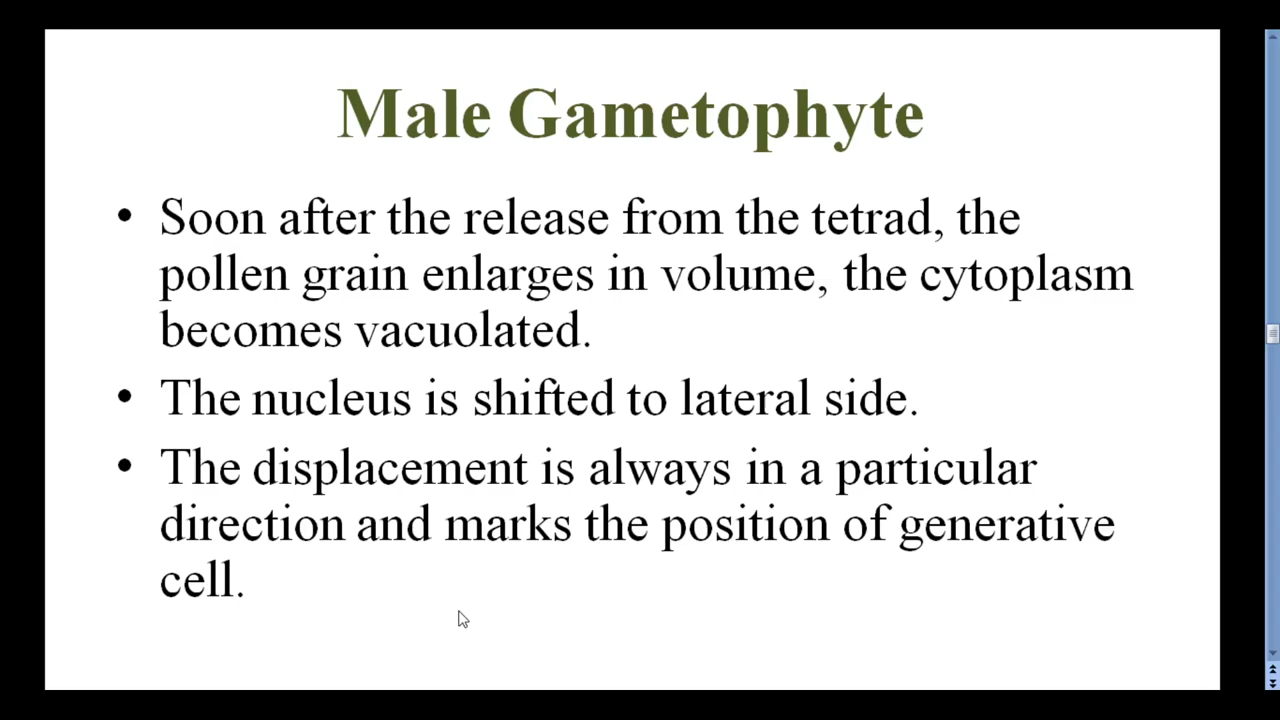 Male Gametophyte
• Soon after the release from the tetrad, the
pollen grain enlarges in volume, the cytoplasm
becomes vacuolated.
• The nucleus is shifted to lateral side.
• The displacement is always in a particular
direction and marks the position of generative
cell.